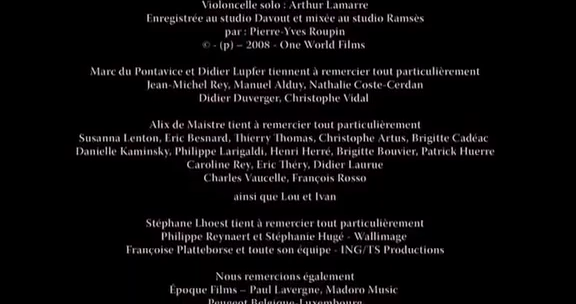 Violoncelle solo : Arthur Lamarre
Enregistrée au studio Davout et mixée au studio Ramsès
par : Pierre-Yves Roupin
© - (p) – 2008 - One World Films
Marc du Pontavice et Didier Lupfer tiennent à remercier tout particulièrement
Jean-Michel Rey, Manuel Alduy, Nathalie Coste-Cerdan
Didier Duverger, Christophe Vidal
Alix de Maistre tient à remercier tout particulièrement
Susanna Lenton, Eric Besnard, Thierry Thomas, Christophe Artus, Brigitte Cadéac
Danielle Kaminsky, Philippe Larigaldi, Henri Herré, Brigitte Bouvier, Patrick Huerre
Caroline Rey, Eric Théry, Didier Laurue
Charles Vaucelle, François Rosso
ainsi que Lou et Ivan
Stéphane Lhoest tient à remercier tout particulièrement
Philippe Reynaert et Stéphanie Hugé - Wallimage
Françoise Platteborse et toute son équipe - ING/TS Productions
Nous remercions également
Époque Films – Paul Lavergne, Madoro Music
Peugeot Belgique-Luxembourg